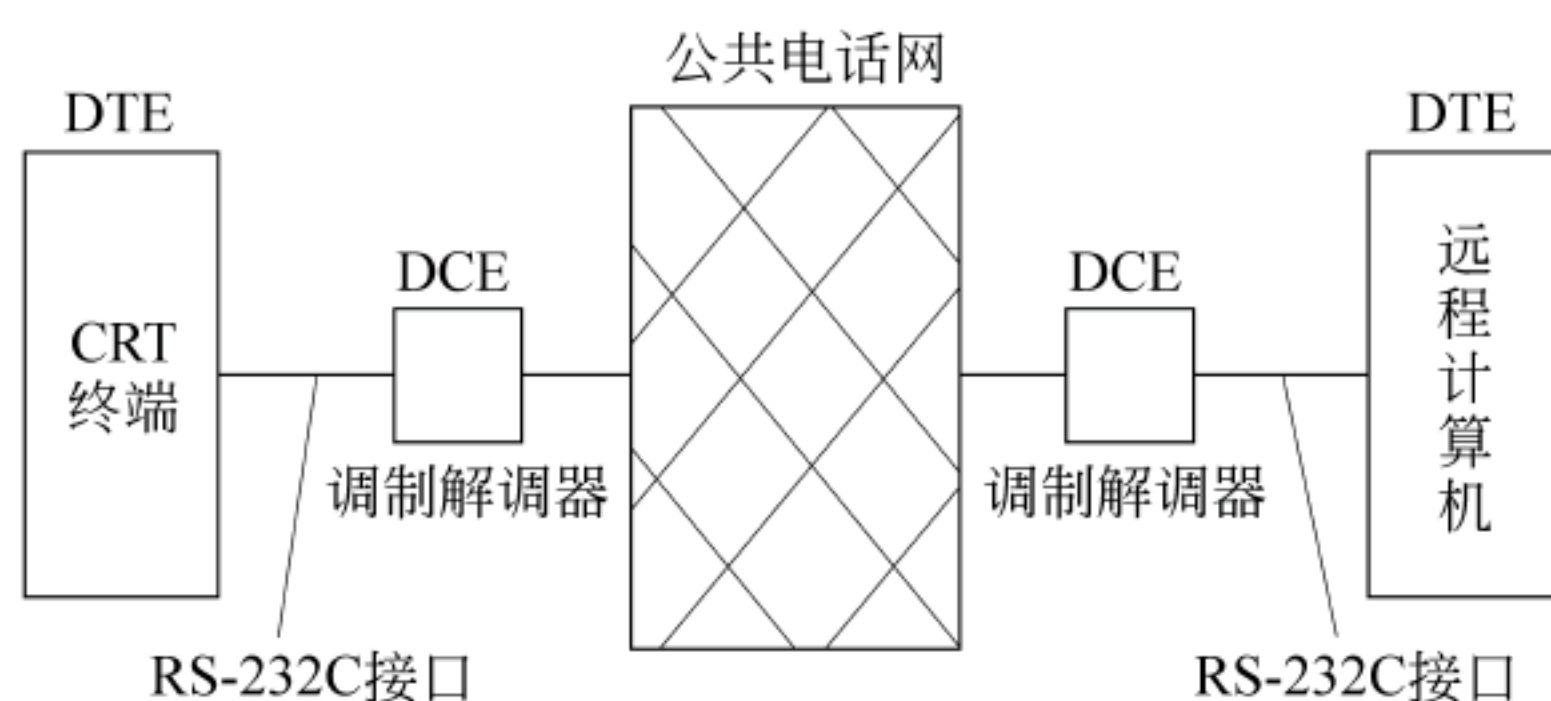 公共电话网
DTE
DTE
DCE
DCE
CRT
终端
远程计算机
调制解调器
调制解调器
RS-232C接口
RS-232C接口